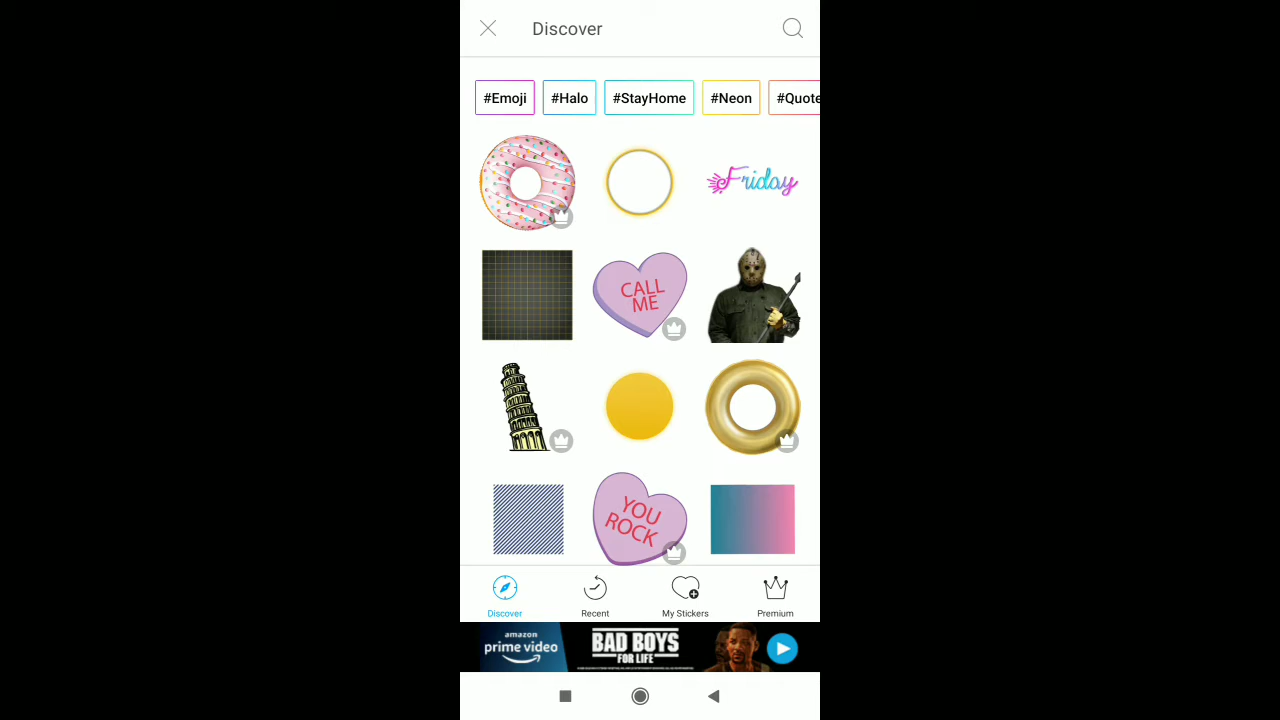 Discover
#Emoji
#Halo
#StayHome
#Neon
#Quote
Friday
CALL
ME
YOU
ROCK
Discover
Recent
My Stickers
Premium
amazon
prime video
BAD BOYS
FOR LIFE